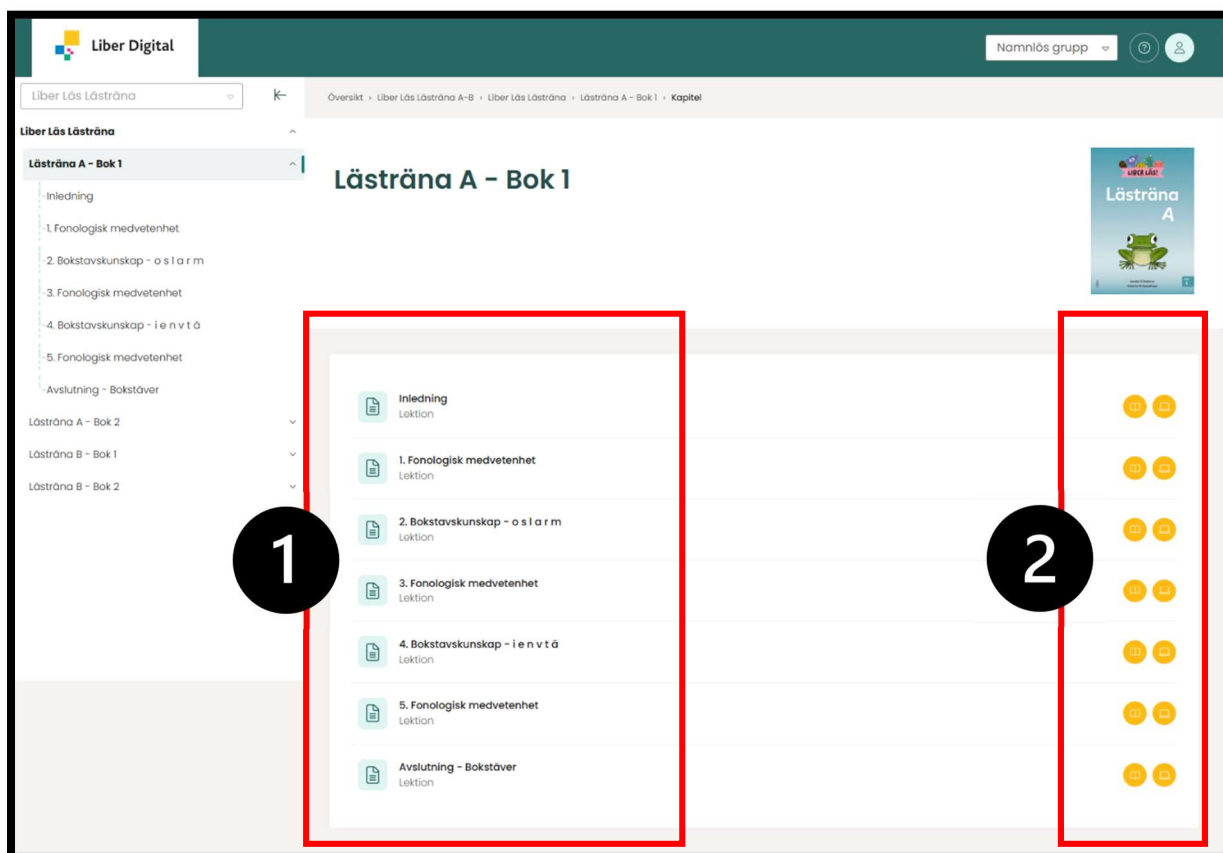 Liber Digital
Namnlös grupp
Liber Läs Lästräna
Översikt › Liber Läs Lästräna A-B › Liber Läs Lästräna › Lästräna A - Bok 1 › Kapitel
Liber Läs Lästräna
Lästräna A - Bok 1
Inledning
1. Fonologisk medvetenhet
2. Bokstavskunskap - o s l a r m
3. Fonologisk medvetenhet
4. Bokstavskunskap - i e n v t ä
5. Fonologisk medvetenhet
Avslutning - Bokstäver
Lästräna A - Bok 2
Lästräna B - Bok 1
Lästräna B - Bok 2
Lästräna A - Bok 1
LIBER LÄS!
Lästräna
A
Inledning
Lektion
1. Fonologisk medvetenhet
Lektion
2. Bokstavskunskap - o s l a r m
Lektion
3. Fonologisk medvetenhet
Lektion
4. Bokstavskunskap - i e n v t ä
Lektion
5. Fonologisk medvetenhet
Lektion
Avslutning - Bokstäver
Lektion
1
2